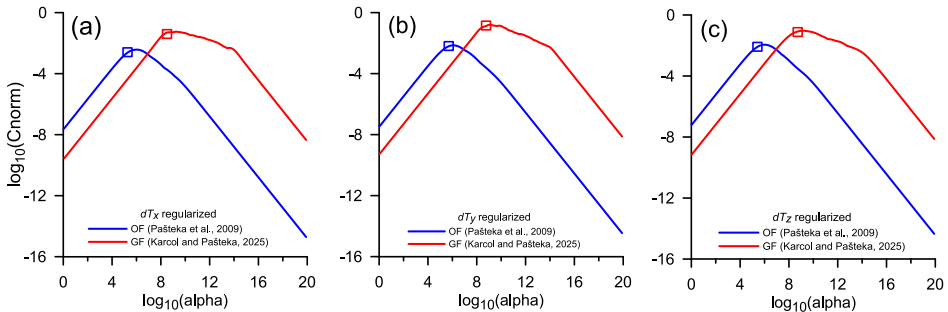 (a)
0
-4
-8
-12
-16
log10(Cnorm)
dTx regularized
OF (Pašteka et al., 2009)
GF (Karcol and Pašteka, 2025)
0 4 8 12 16 20
log10(alpha)
(b)
0
-4
-8
-12
-16
dTy regularized
OF (Pašteka et al., 2009)
GF (Karcol and Pašteka, 2025)
0 4 8 12 16 20
log10(alpha)
(c)
0
-4
-8
-12
-16
dTz regularized
OF (Pašteka et al., 2009)
GF (Karcol and Pašteka, 2025)
0 4 8 12 16 20
log10(alpha)